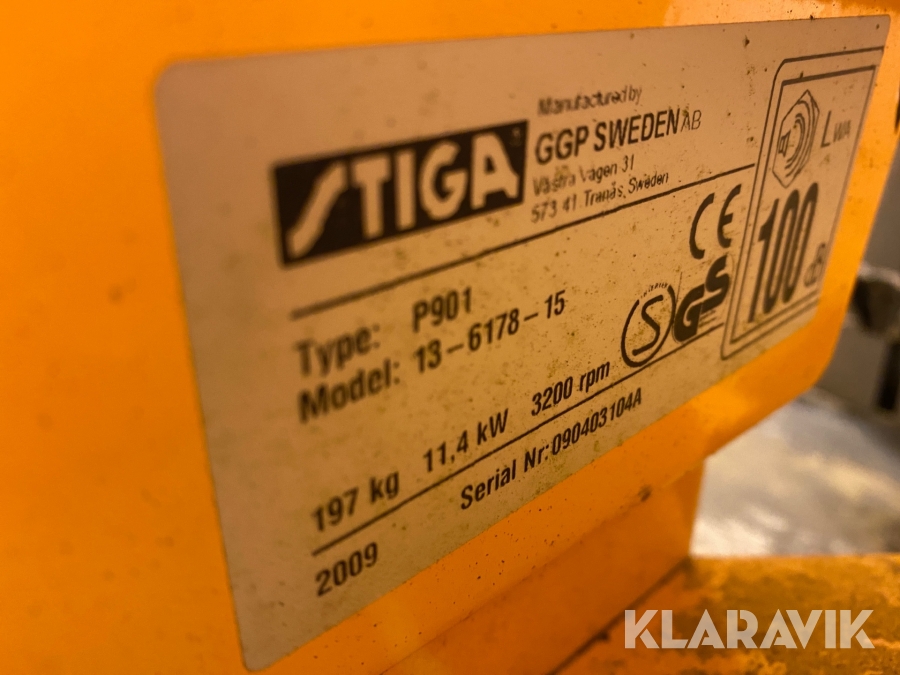 STIGA
Manufactured by
GGP SWEDEN AB
Västra Vägen 31
573 41 Tranås, Sweden
Type: P901
Model: 13-6178-15
197 kg 11,4 kW 3200 rpm
2009 Serial Nr: 090403104A
CE
S
GS
LWA
100 dB
KLARAVIK